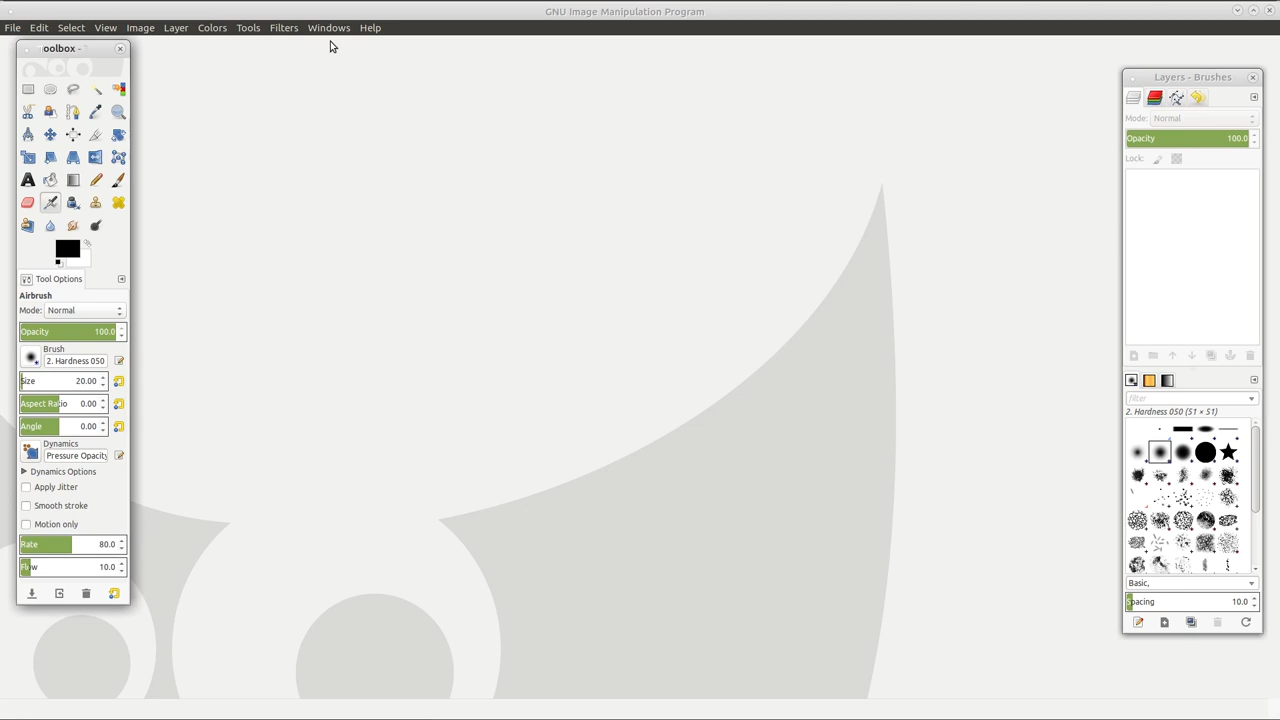 GNU Image Manipulation Program
File Edit Select View Image Layer Colors Tools Filters Windows Help
oolbox -
Tool Options
Airbrush
Mode: Normal
Opacity 100.0
Brush
2. Hardness 050
Size 20.00
Aspect Ratio 0.00
Angle 0.00
Dynamics
Pressure Opacity
Dynamics Options
Apply Jitter
Smooth stroke
Motion only
Rate 80.0
Flow 10.0
Layers - Brushes
Mode: Normal
Opacity 100.0
Lock:
filter
2. Hardness 050 (51 × 51)
Basic,
Spacing 10.0